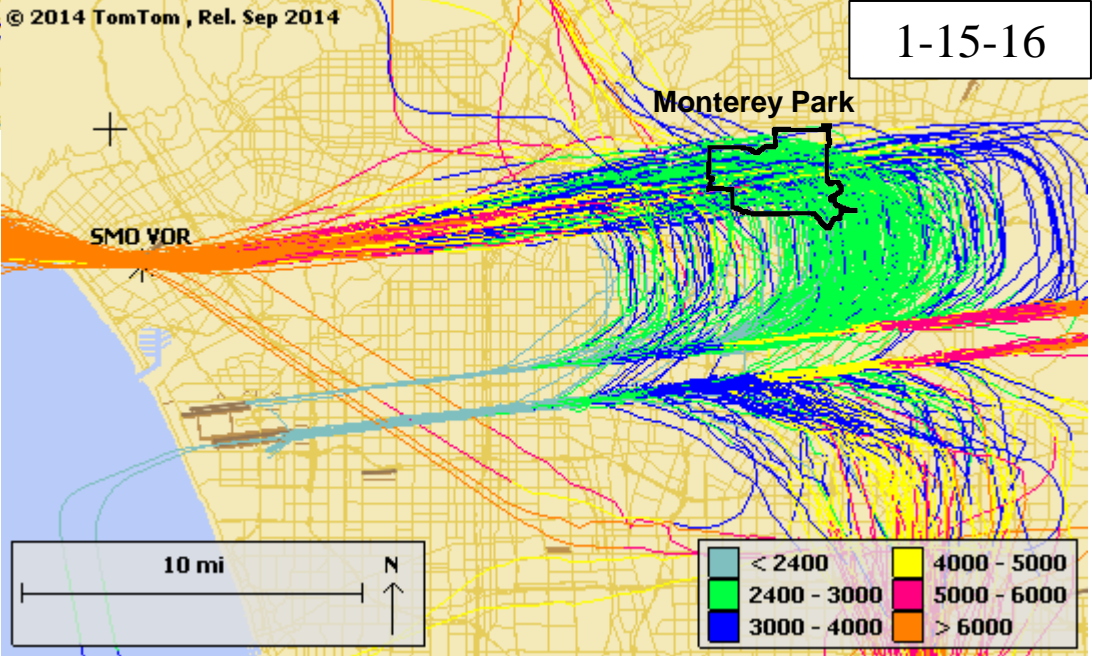 © 2014 TomTom , Rel. Sep 2014
1-15-16
Monterey Park
SMO VOR
10 mi
N
< 2400
4000 - 5000
2400 - 3000
5000 - 6000
3000 - 4000
> 6000